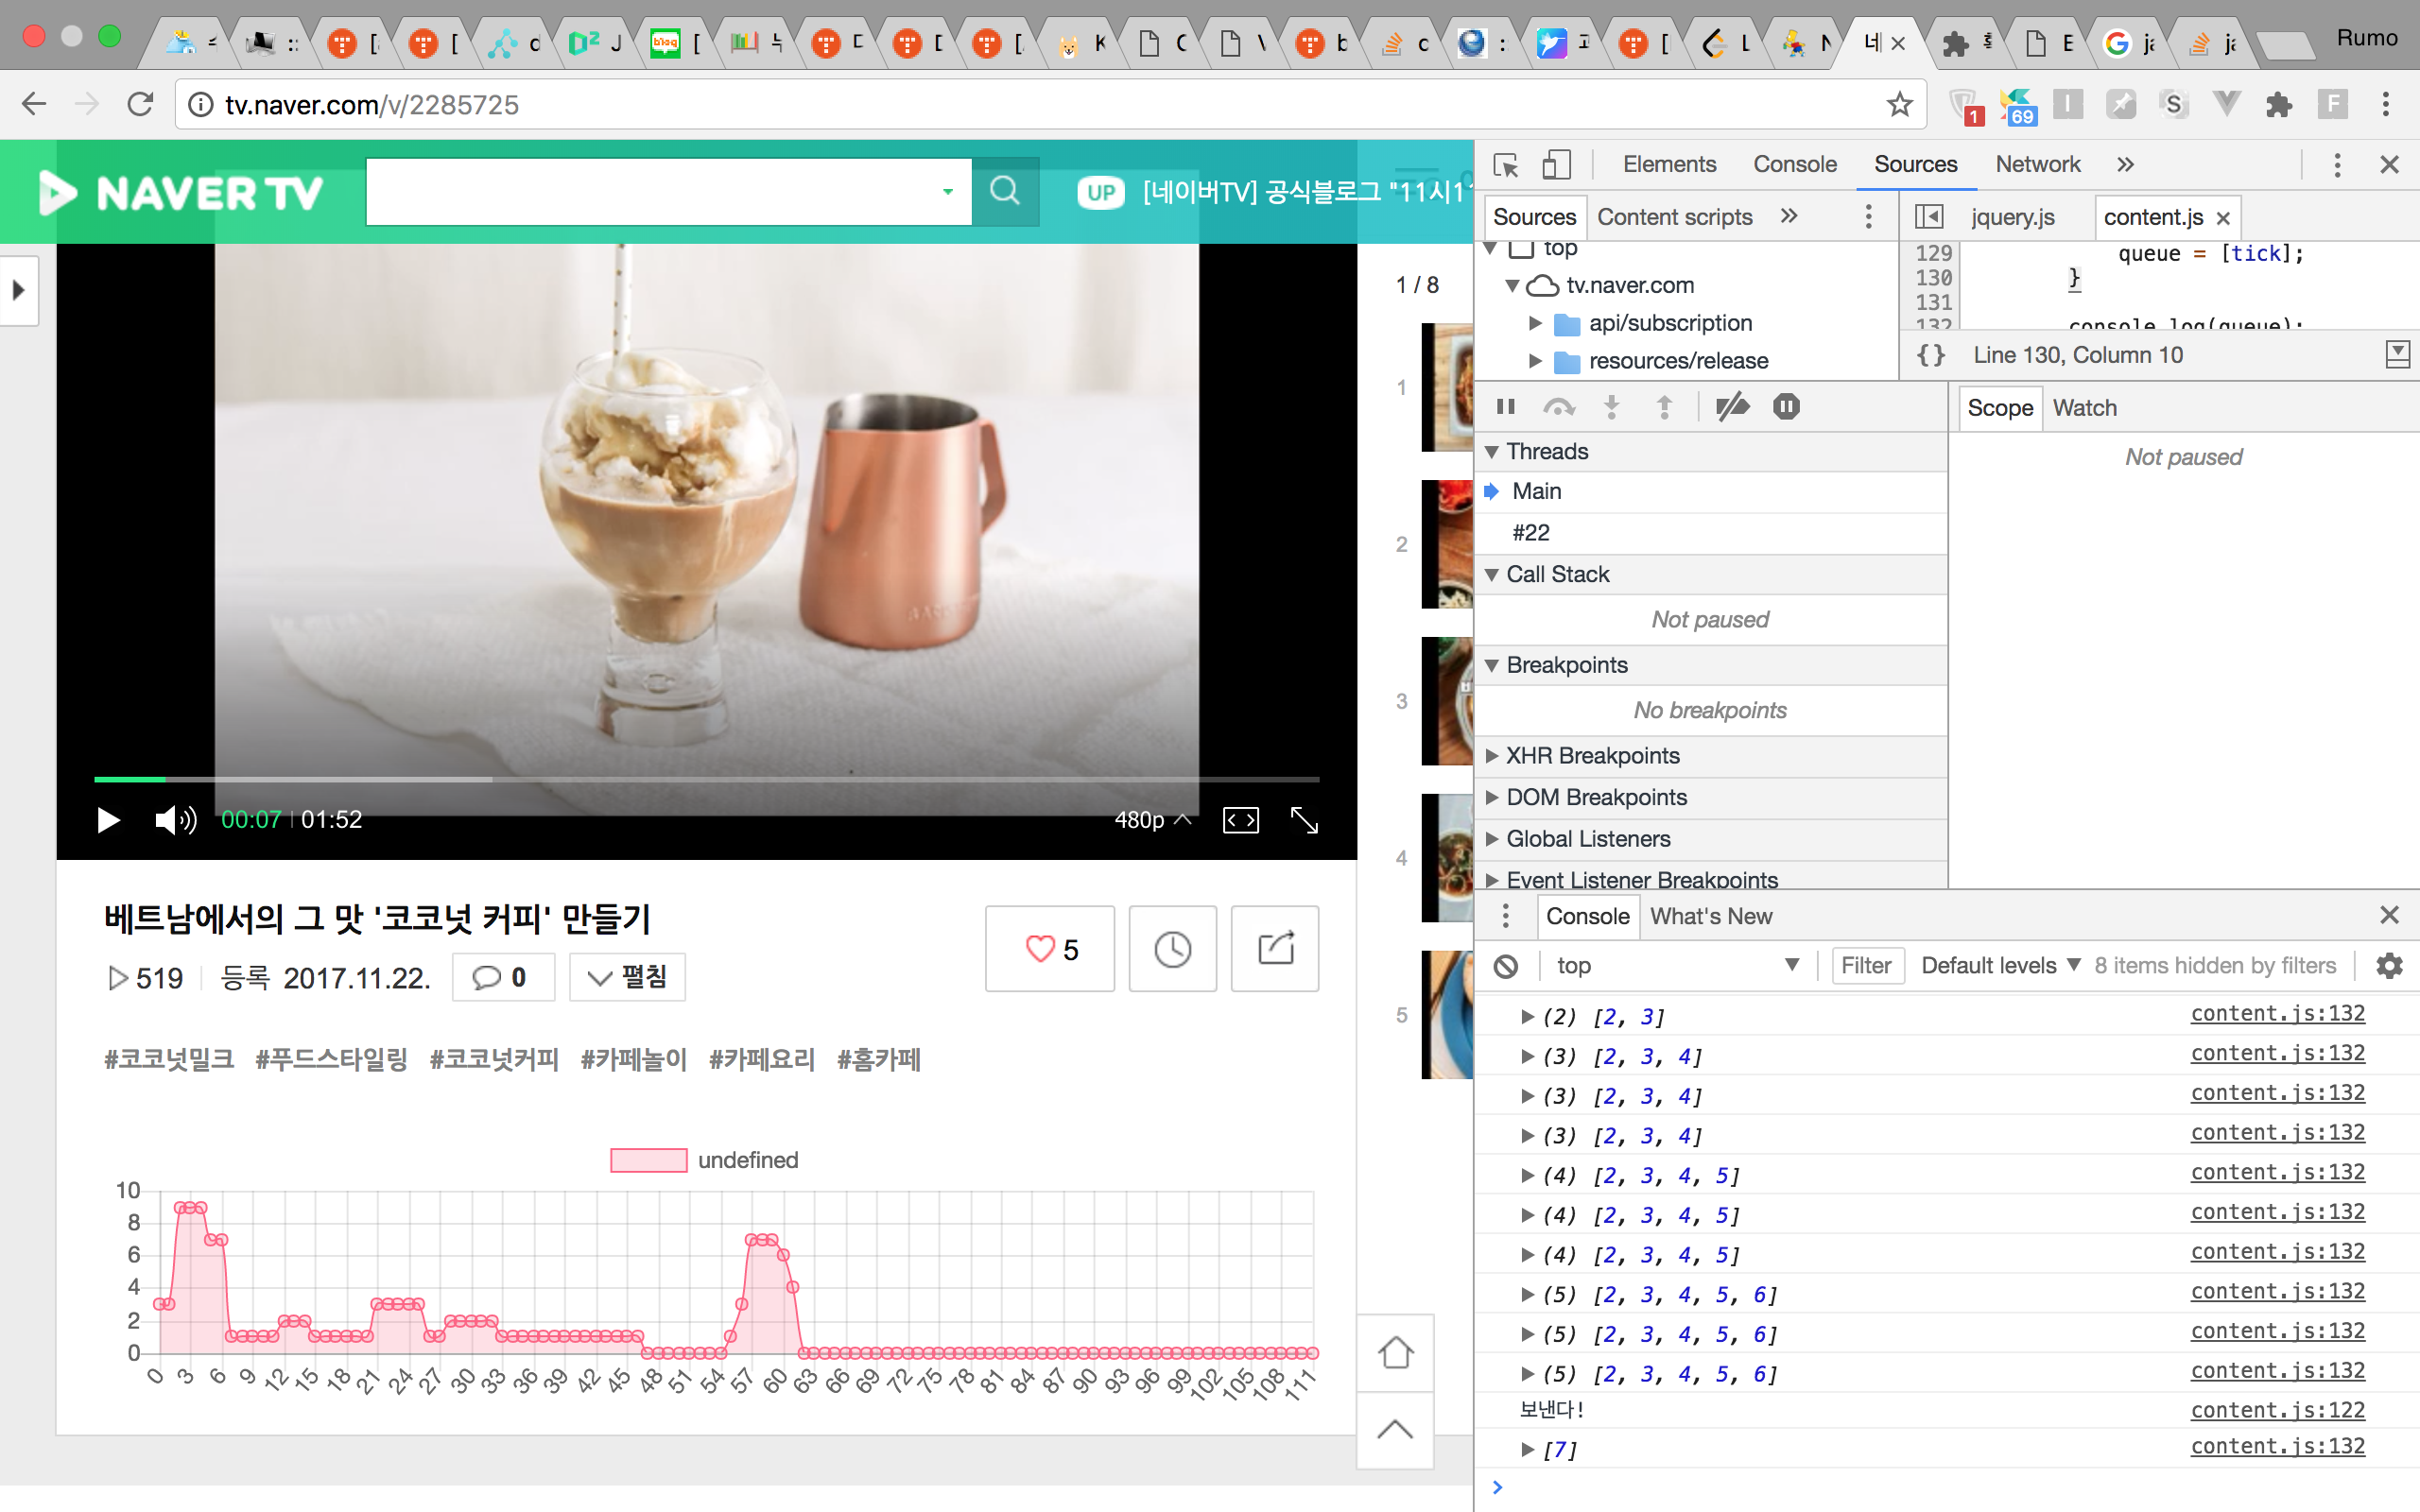 Rumo
tv.naver.com/v/2285725
1
69
NAVER TV
UP [네이버TV] 공식블로그 "11시1
1 / 8
1
2
3
4
5
00:07 | 01:52
480p
베트남에서의 그 맛 '코코넛 커피' 만들기
5
519 등록 2017.11.22. 0 펼침
#코코넛밀크 #푸드스타일링 #코코넛커피 #카페놀이 #카페요리 #홈카페
undefined
10
8
6
4
2
0
0 3 6 9 12 15 18 21 24 27 30 33 36 39 42 45 48 51 54 57 60 63 66 69 72 75 78 81 84 87 90 93 96 99 102 105 108 111
Elements Console Sources Network
Sources Content scripts
top
tv.naver.com
api/subscription
resources/release
jquery.js content.js
129 queue = [tick];
130 }
131
132 console.log(queue);
{} Line 130, Column 10
Threads
Main
#22
Call Stack
Not paused
Breakpoints
No breakpoints
XHR Breakpoints
DOM Breakpoints
Global Listeners
Event Listener Breakpoints
Scope Watch
Not paused
Console What's New
top Filter Default levels 8 items hidden by filters
(2) [2, 3] content.js:132
(3) [2, 3, 4] content.js:132
(3) [2, 3, 4] content.js:132
(3) [2, 3, 4] content.js:132
(4) [2, 3, 4, 5] content.js:132
(4) [2, 3, 4, 5] content.js:132
(4) [2, 3, 4, 5] content.js:132
(5) [2, 3, 4, 5, 6] content.js:132
(5) [2, 3, 4, 5, 6] content.js:132
(5) [2, 3, 4, 5, 6] content.js:132
보낸다! content.js:122
[7] content.js:132